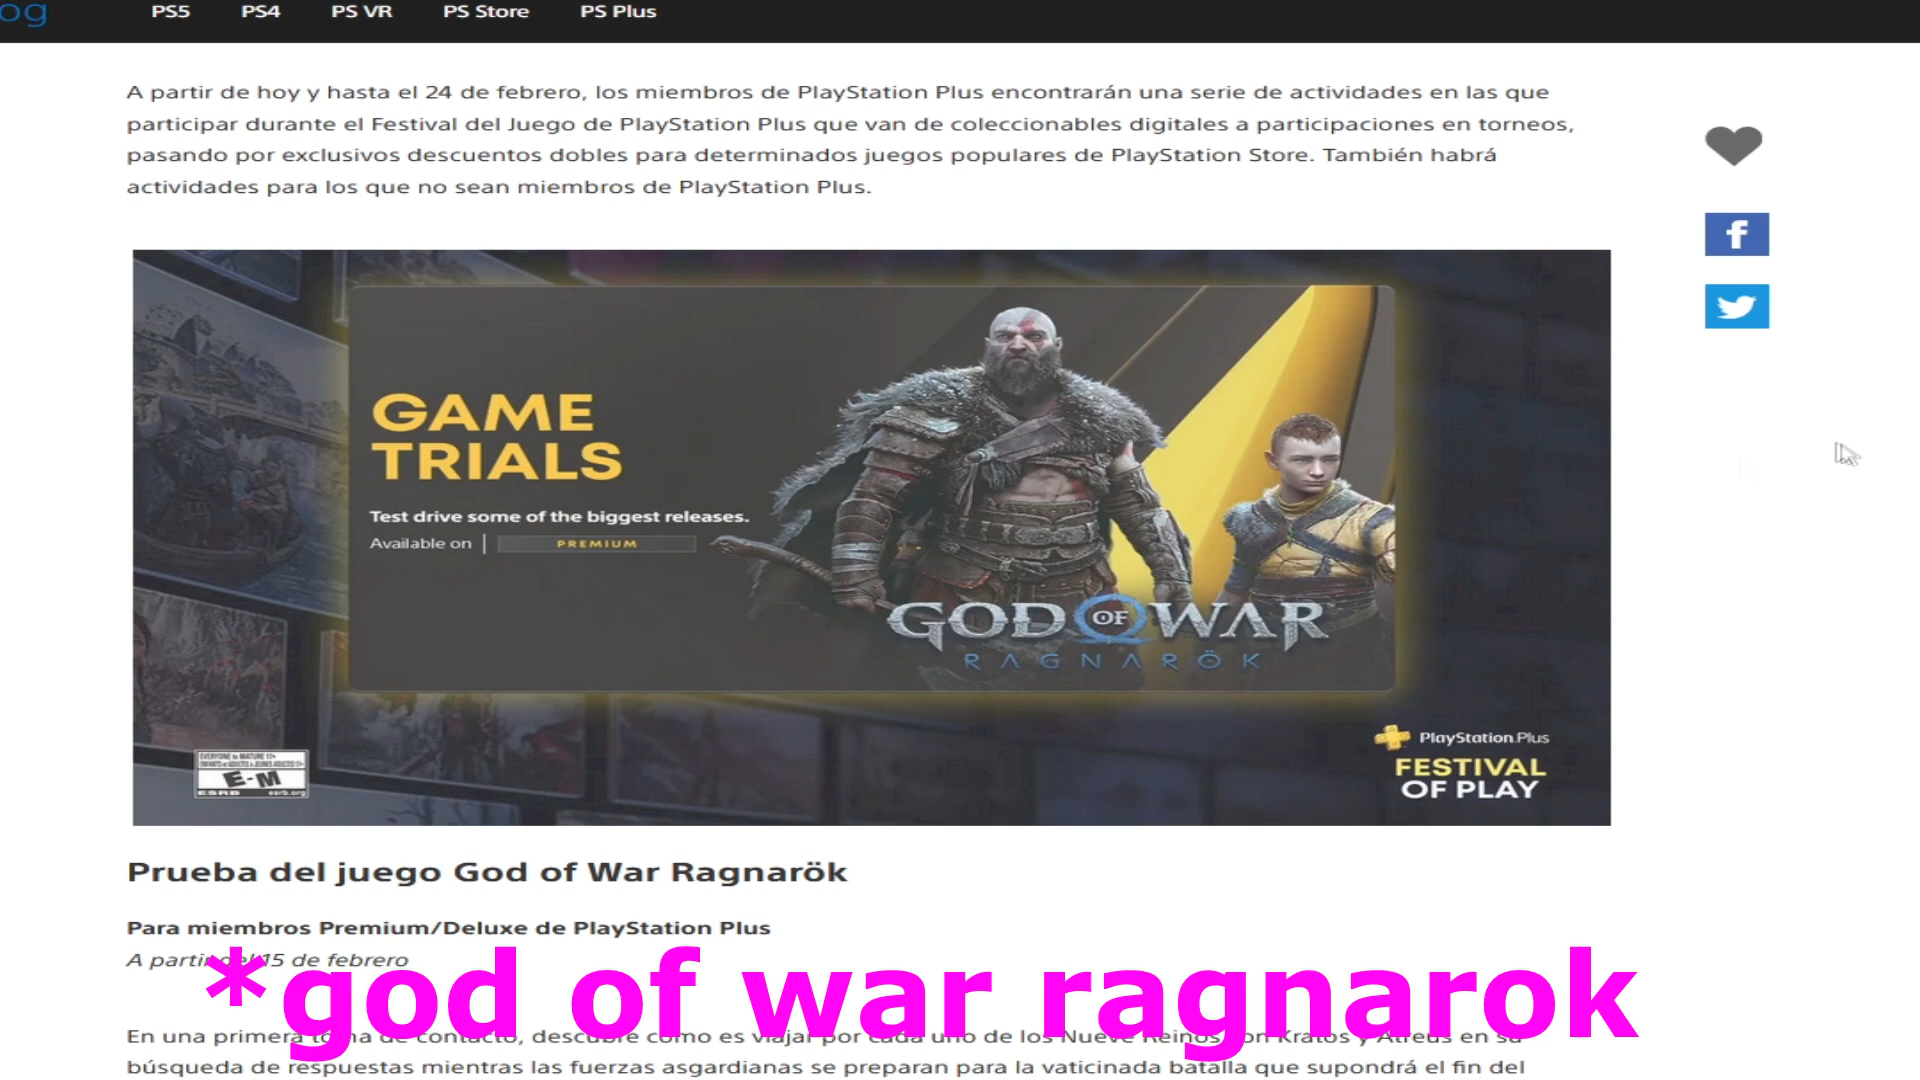 og PS5 PS4 PS VR PS Store PS Plus
A partir de hoy y hasta el 24 de febrero, los miembros de PlayStation Plus encontrarán una serie de actividades en las que
participar durante el Festival del Juego de PlayStation Plus que van de coleccionables digitales a participaciones en torneos,
pasando por exclusivos descuentos dobles para determinados juegos populares de PlayStation Store. También habrá
actividades para los que no sean miembros de PlayStation Plus.
GAME
TRIALS
Test drive some of the biggest releases.
Available on | PREMIUM
GOD OF WAR
RAGNARÖK
PlayStation Plus
FESTIVAL
OF PLAY
EVERYONE to MATURE 17+
E-M
ESRB esrb.org
Prueba del juego God of War Ragnarök
Para miembros Premium/Deluxe de PlayStation Plus
A partir del 15 de febrero
*god of war ragnarok
En una primera toma de contacto, descubre cómo es viajar por cada uno de los Nueve Reinos con Kratos y Atreus en su
búsqueda de respuestas mientras las fuerzas asgardianas se preparan para la vaticinada batalla que supondrá el fin del